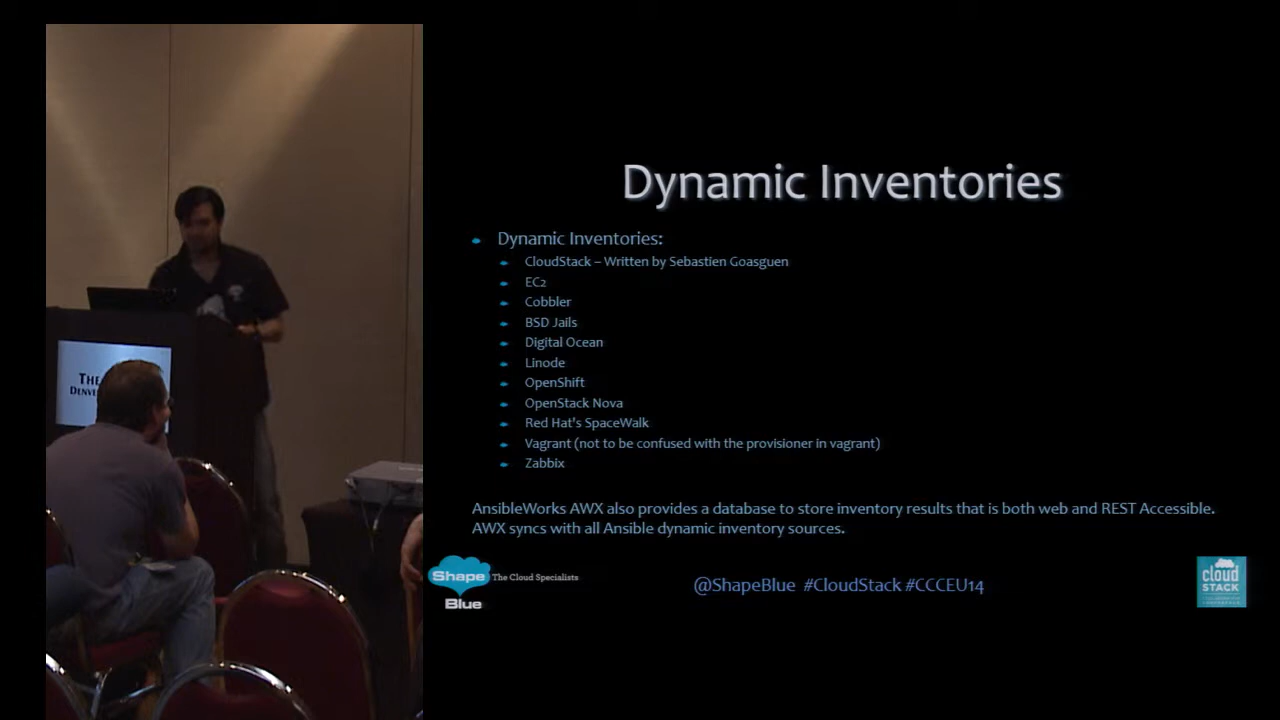 Dynamic Inventories
Dynamic Inventories:
CloudStack – Written by Sebastien Goasguen
EC2
Cobbler
BSD Jails
Digital Ocean
Linode
OpenShift
OpenStack Nova
Red Hat's SpaceWalk
Vagrant (not to be confused with the provisioner in vagrant)
Zabbix
AnsibleWorks AWX also provides a database to store inventory results that is both web and REST Accessible.
AWX syncs with all Ansible dynamic inventory sources.
Shape The Cloud Specialists
Blue
@ShapeBlue #CloudStack #CCCEU14
cloud
STACK
THE